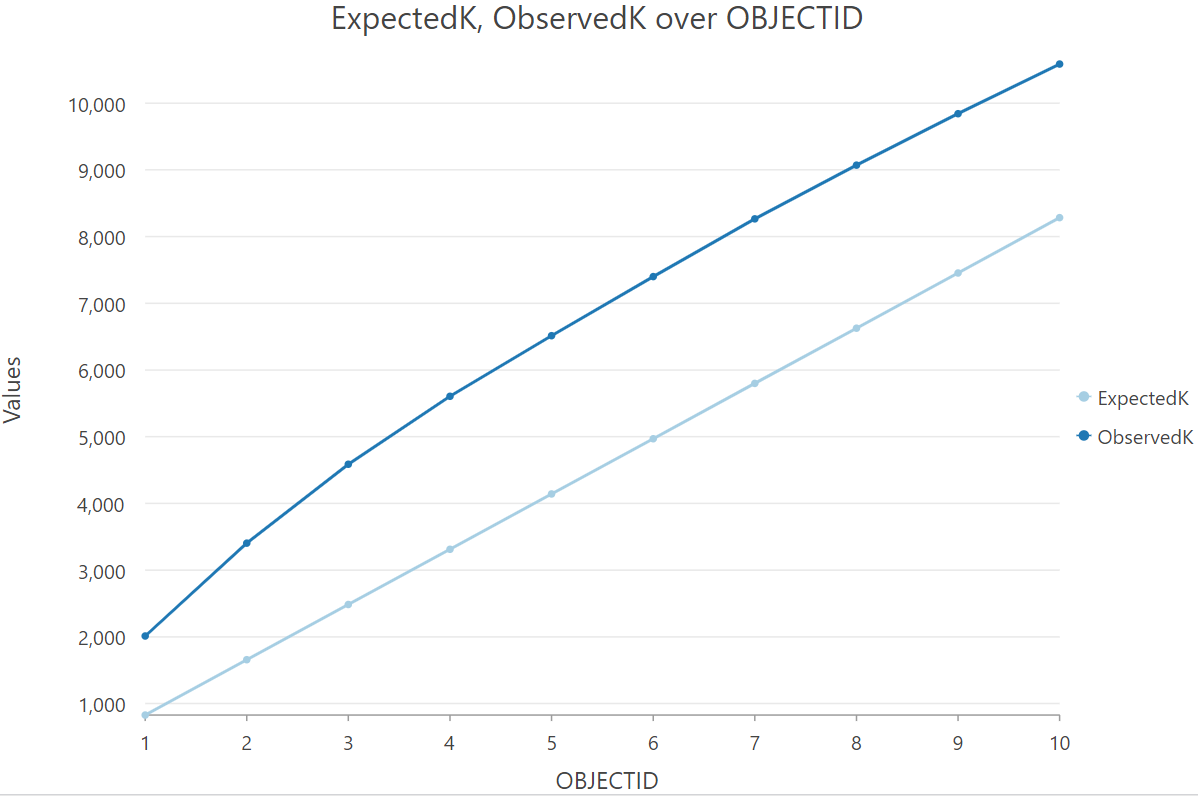 ExpectedK, ObservedK over OBJECTID
10,000
9,000
8,000
7,000
6,000
5,000
4,000
3,000
2,000
1,000
Values
1 2 3 4 5 6 7 8 9 10
OBJECTID
ExpectedK
ObservedK